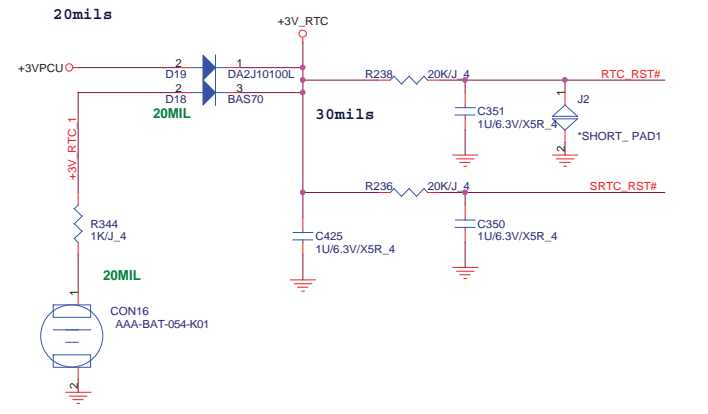 20mils
+3V_RTC
+3VPCU
2
1
D19
DA2J10100L
2
3
D18
BAS70
20MIL
30mils
+3V_RTC_1
R238
20K/J_4
RTC_RST#
C351
1U/6.3V/X5R_4
1
J2
*SHORT_ PAD1
2
R236
20K/J_4
SRTC_RST#
R344
1K/J_4
C425
1U/6.3V/X5R_4
C350
1U/6.3V/X5R_4
20MIL
1
CON16
AAA-BAT-054-K01
2